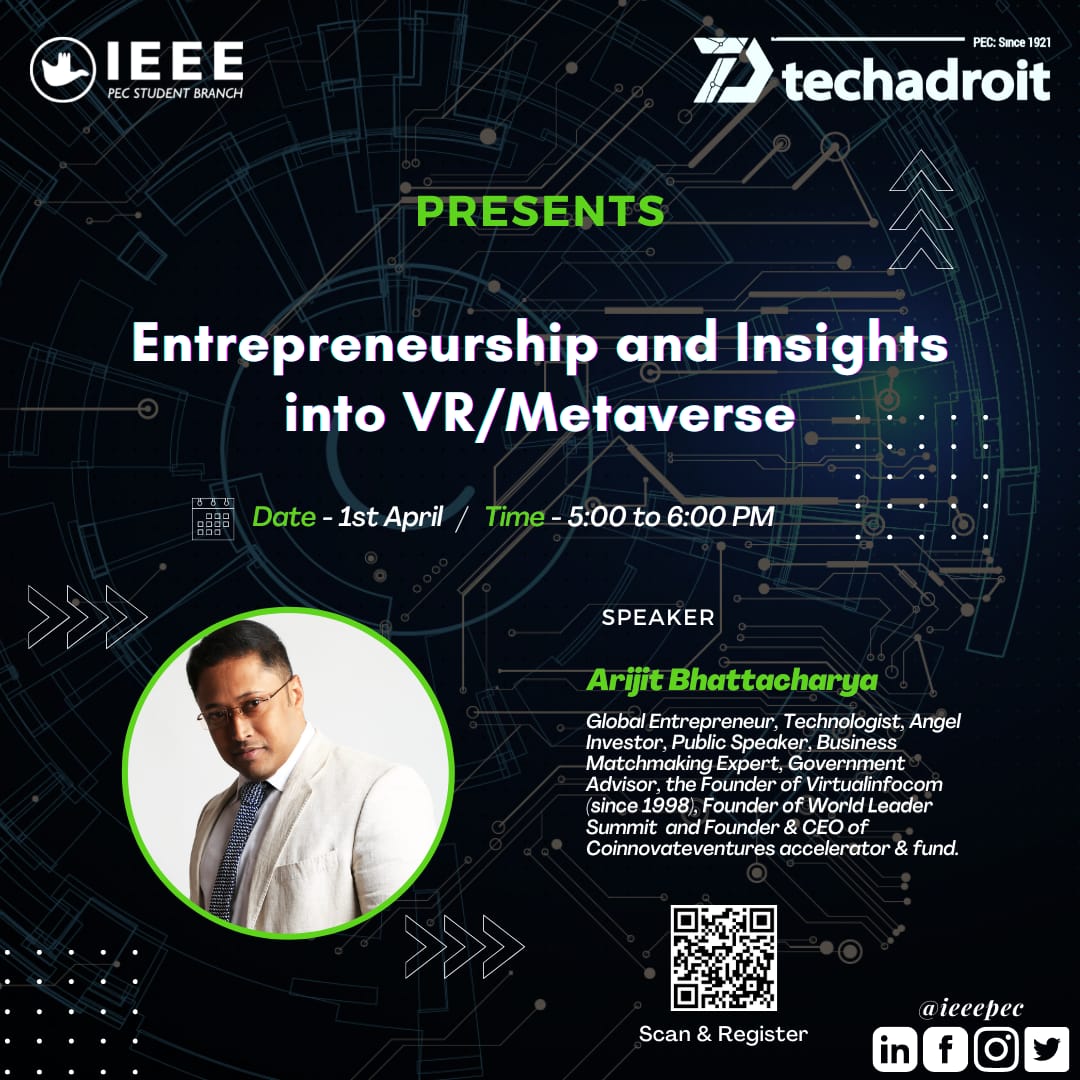 IEEE
PEC STUDENT BRANCH
PEC: Since 1921
techadroit
PRESENTS
Entrepreneurship and Insights
into VR/Metaverse
Date - 1st April / Time - 5:00 to 6:00 PM
SPEAKER
Arijit Bhattacharya
Global Entrepreneur, Technologist, Angel
Investor, Public Speaker, Business
Matchmaking Expert, Government
Advisor, the Founder of Virtualinfocom
(since 1998), Founder of World Leader
Summit and Founder & CEO of
Coinnovateventures accelerator & fund.
Scan & Register
@ieeepec